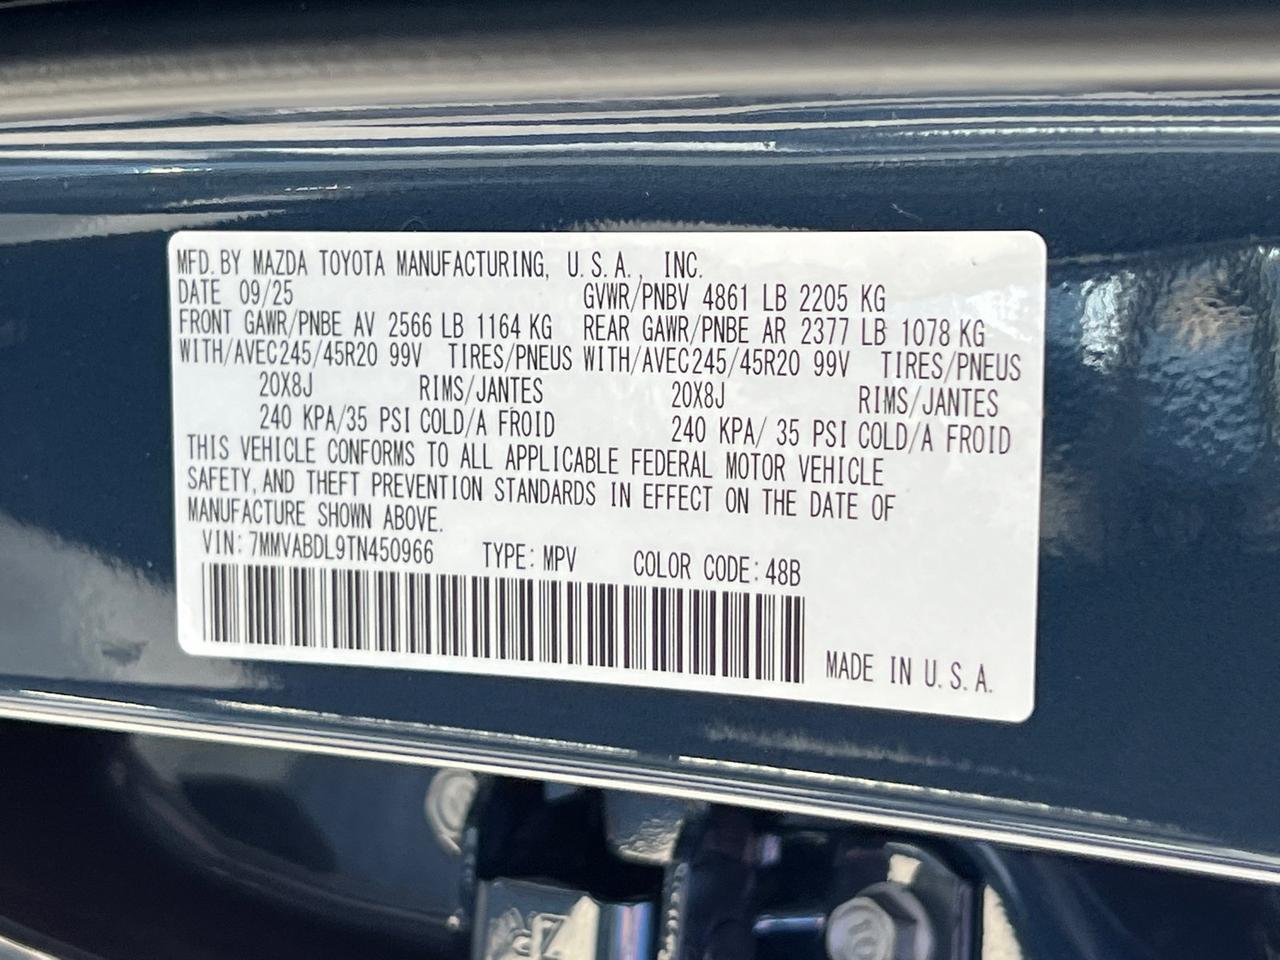 MFD. BY MAZDA TOYOTA MANUFACTURING, U.S.A., INC.
DATE 09/25 GVWR/PNBV 4861 LB 2205 KG
FRONT GAWR/PNBE AV 2566 LB 1164 KG REAR GAWR/PNBE AR 2377 LB 1078 KG
WITH/AVEC245/45R20 99V TIRES/PNEUS WITH/AVEC245/45R20 99V TIRES/PNEUS
20X8J RIMS/JANTES 20X8J RIMS/JANTES
240 KPA/35 PSI COLD/A FROID 240 KPA/ 35 PSI COLD/A FROID
THIS VEHICLE CONFORMS TO ALL APPLICABLE FEDERAL MOTOR VEHICLE
SAFETY, AND THEFT PREVENTION STANDARDS IN EFFECT ON THE DATE OF
MANUFACTURE SHOWN ABOVE.
VIN: 7MMVABDL9TN450966 TYPE: MPV COLOR CODE: 48B
MADE IN U.S.A.